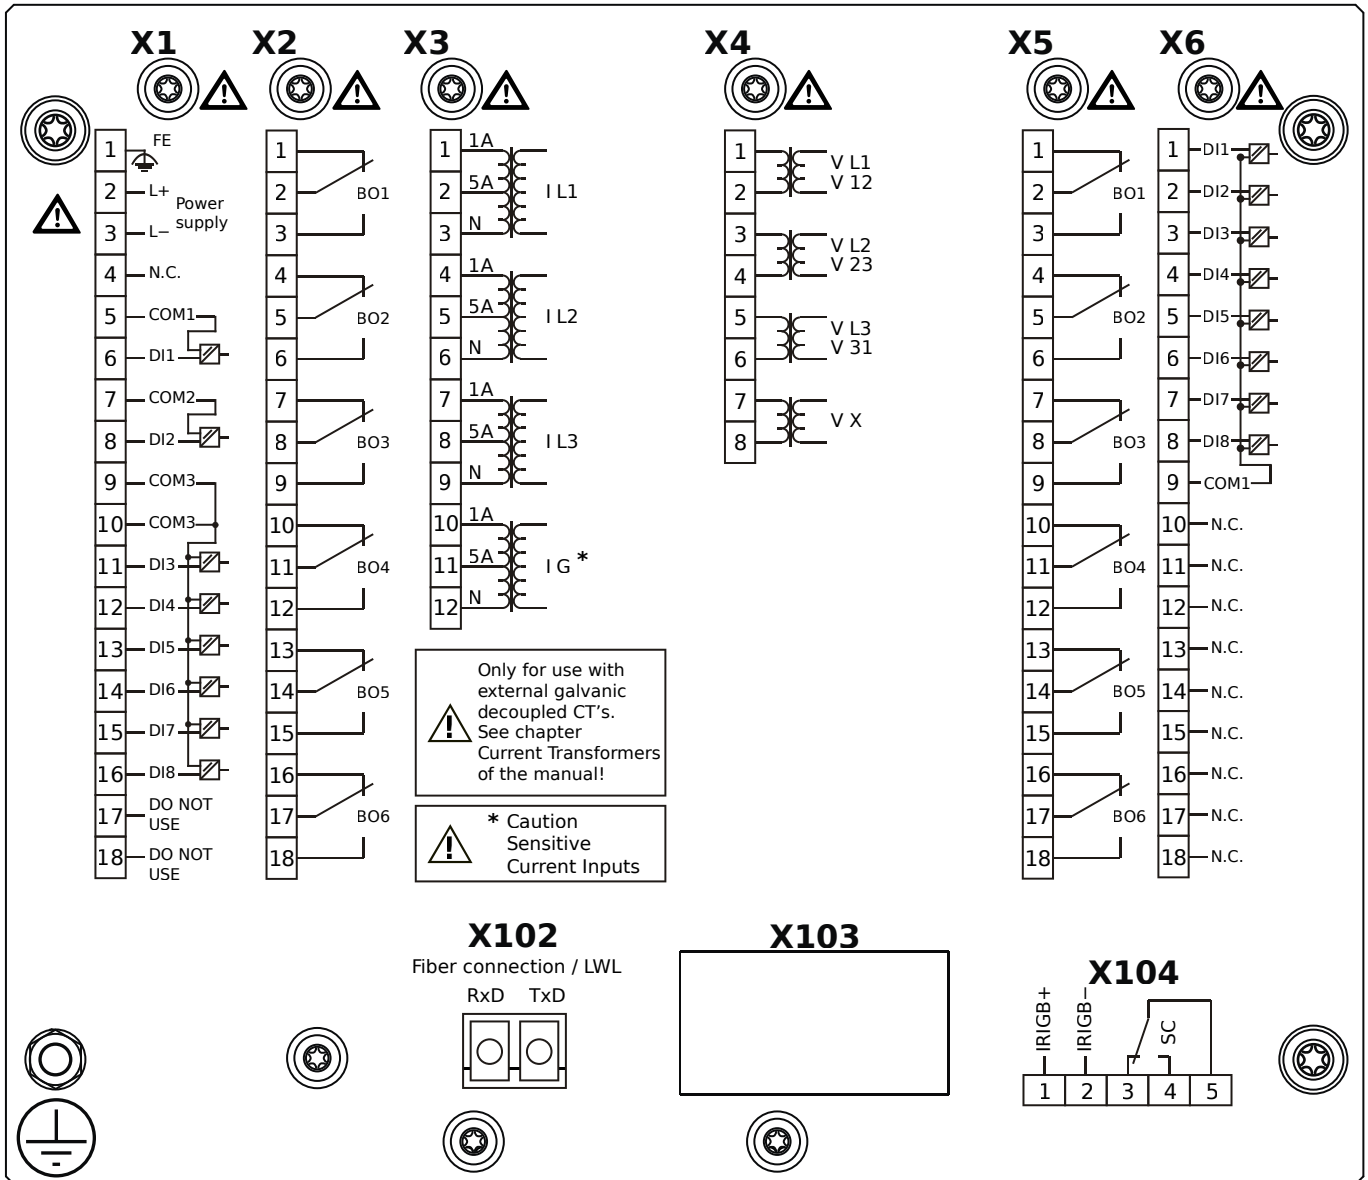 X1 X2 X3 X4 X5 X6
1 FE
2 L+
Power
supply
3 L−
4 N.C.
5 COM1
6 DI1
7 COM2
8 DI2
9 COM3
10 COM3
11 DI3
12 DI4
13 DI5
14 DI6
15 DI7
16 DI8
17 DO NOT
USE
18 DO NOT
USE
1
2 BO1
3
4
5 BO2
6
7
8 BO3
9
10
11 BO4
12
13
14 BO5
15
16
17 BO6
18
1 1A
2 5A I L1
3 N
4 1A
5 5A I L2
6 N
7 1A
8 5A I L3
9 N
10 1A
11 5A I G *
12 N
Only for use with
external galvanic
decoupled CT's.
See chapter
Current Transformers
of the manual!
* Caution
Sensitive
Current Inputs
1 V L1
2 V 12
3 V L2
4 V 23
5 V L3
6 V 31
7 V X
8
1
2 BO1
3
4
5 BO2
6
7
8 BO3
9
10
11 BO4
12
13
14 BO5
15
16
17 BO6
18
1 DI1
2 DI2
3 DI3
4 DI4
5 DI5
6 DI6
7 DI7
8 DI8
9 COM1
10 N.C.
11 N.C.
12 N.C.
13 N.C.
14 N.C.
15 N.C.
16 N.C.
17 N.C.
18 N.C.
X102
Fiber connection / LWL
RxD TxD
X103
X104
IRIGB+
IRIGB−
SC
1 2 3 4 5